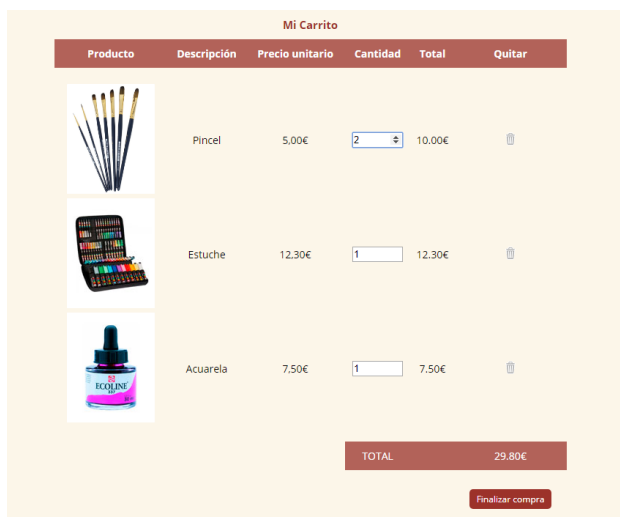 Mi Carrito
Producto Descripción Precio unitario Cantidad Total Quitar
Pincel 5,00€ 2 10.00€
Estuche 12,30€ 1 12.30€
ECOLINE
Acuarela 7,50€ 1 7.50€
TOTAL 29.80€
Finalizar compra